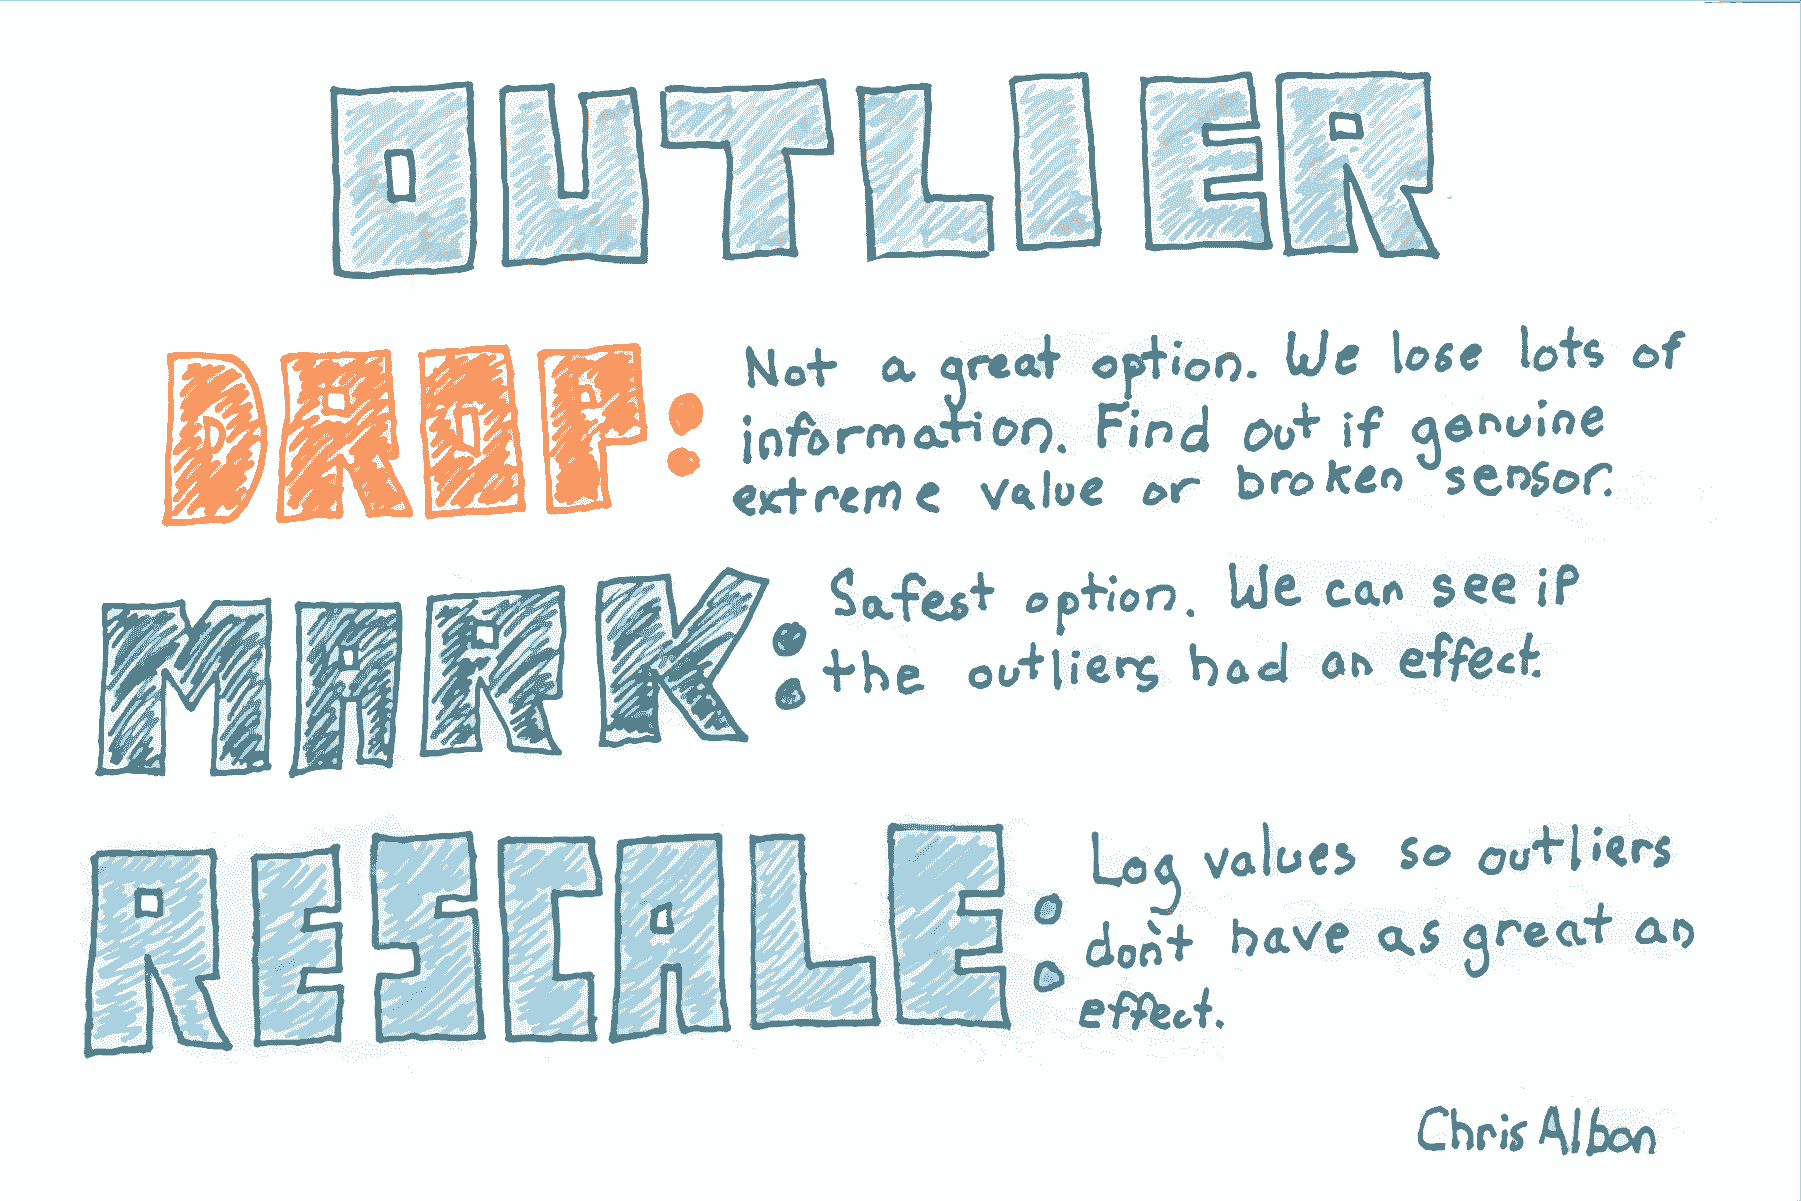 OUTLIER
DROP: Not a great option. We lose lots of
information. Find out if genuine
extreme value or broken sensor.
MARK: Safest option. We can see if
the outliers had an effect.
RESCALE: Log values so outliers
don't have as great an
effect.
Chris Albon